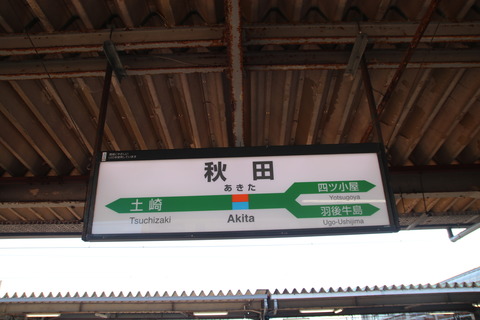 秋田
あきた
土崎
Tsuchizaki
Akita
四ツ小屋
Yotsugoya
羽後牛島
Ugo-Ushijima